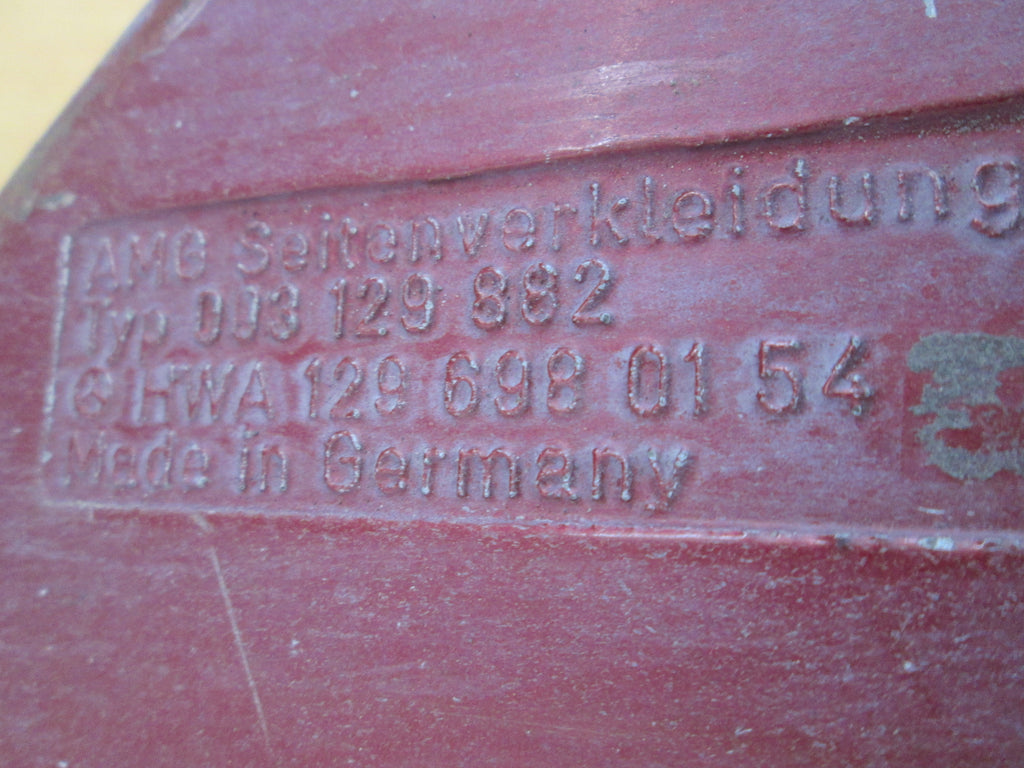 AMG Seitenverkleidung
Typ 003 129 882
HWA 129 698 01 54
Made in Germany